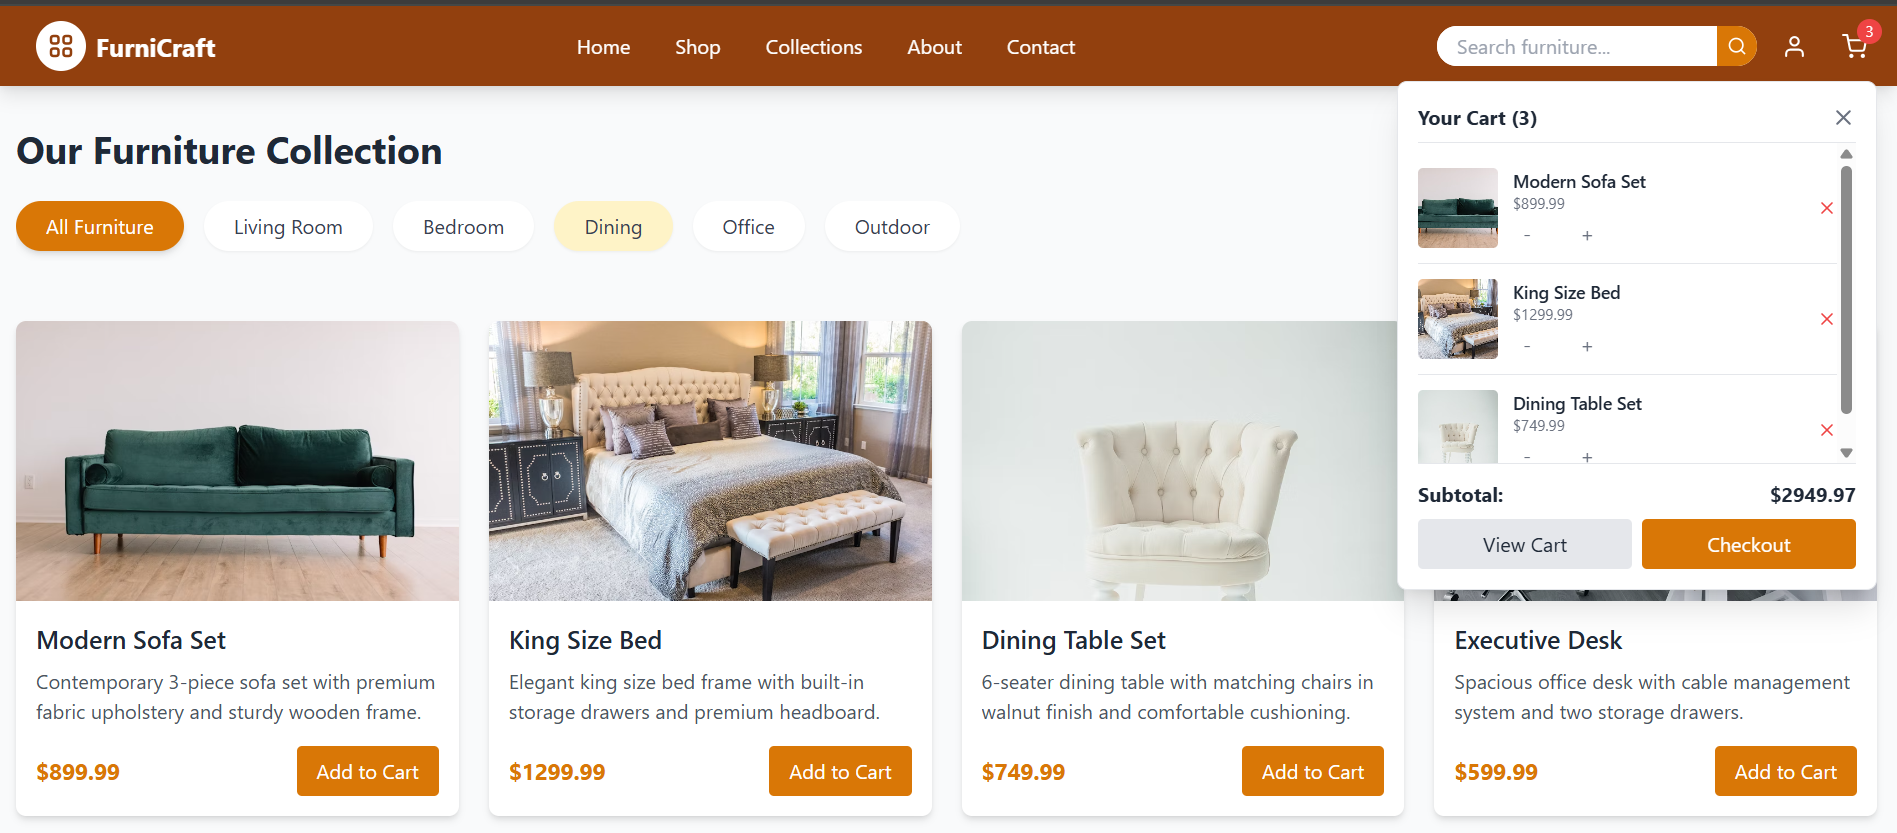 FurniCraft
Home
Shop
Collections
About
Contact
Search furniture...
3
Our Furniture Collection
All Furniture
Living Room
Bedroom
Dining
Office
Outdoor
Your Cart (3)
Modern Sofa Set
$899.99
-
+
King Size Bed
$1299.99
-
+
Dining Table Set
$749.99
-
+
Subtotal:
$2949.97
View Cart
Checkout
Modern Sofa Set
Contemporary 3-piece sofa set with premium
fabric upholstery and sturdy wooden frame.
$899.99
Add to Cart
King Size Bed
Elegant king size bed frame with built-in
storage drawers and premium headboard.
$1299.99
Add to Cart
Dining Table Set
6-seater dining table with matching chairs in
walnut finish and comfortable cushioning.
$749.99
Add to Cart
Executive Desk
Spacious office desk with cable management
system and two storage drawers.
$599.99
Add to Cart